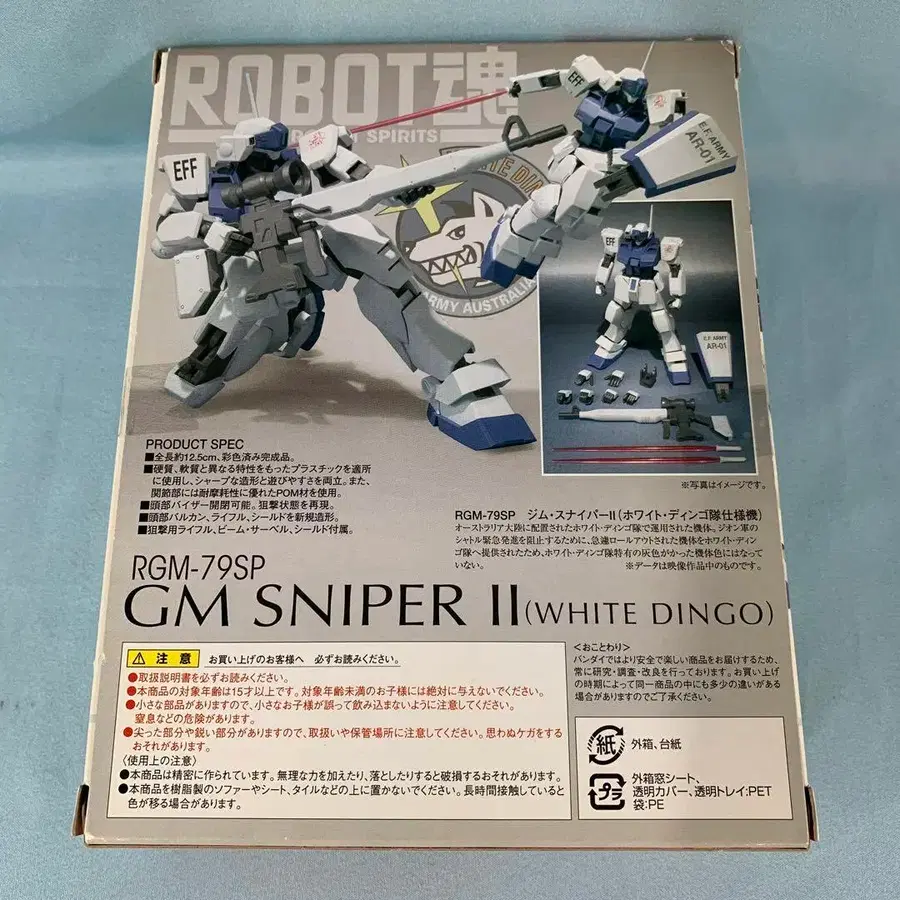 ROBOT魂
SPIRITS
EFF
E.F. ARMY
AR-01
ARMY AUSTRALIA
EFF
E.F. ARMY
AR-01
※写真はイメージです。
PRODUCT SPEC
■全長約12.5cm、彩色済み完成品。
■硬質、軟質と異なる特性をもったプラスチックを適所
に使用し、シャープな造形と遊びやすさを両立。また、
関節部には耐摩耗性に優れたPOM材を使用。
■頭部バイザー開閉可能。狙撃状態を再現。
■頭部バルカン、ライフル、シールドを新規造形。
■狙撃用ライフル、ビーム・サーベル、シールド付属。
RGM-79SP ジム・スナイパーII(ホワイト・ディンゴ隊仕様機)
オーストラリア大陸に配置されたホワイト・ディンゴ隊で運用された機体。ジオン軍の
シャトル緊急発進を阻止するために、急遽ロールアウトされた機体をホワイト・ディン
ゴ隊へ提供されたため、ホワイト・ディンゴ隊特有の灰色がかった機体色にはなって
いない。 ※データは映像作品中のものです。
RGM-79SP
GM SNIPER II(WHITE DINGO)
注意 お買い上げのお客様へ 必ずお読みください。
●取扱説明書を必ずお読みください。
●本商品の対象年齢は15才以上です。対象年齢未満のお子様には絶対に与えないでください。
●小さな部品がありますので、小さなお子様が誤って飲み込まないように注意してください。
窒息などの危険があります。
●尖った部分や鋭い部分がありますので、取扱いや保管場所に注意してください。思わぬケガをする
おそれがあります。
〈使用上の注意〉
●本商品は精密に作られています。無理な力を加えたり、落としたりすると破損するおそれがあります。
●本商品を樹脂製のソファーやシート、タイルなどの上に置かないでください。長時間接触していると
色が移る場合があります。
<おことわり>
バンダイではより安全で楽しい商品をお届けするため、
常に研究・調査・改良を行っております。お買い上げ
の時期によって同一商品の中にも多少の違いがある
場合がありますのでご了承ください。
紙 外箱、台紙
プラ 外箱窓シート、
透明カバー、透明トレイ:PET
袋:PE